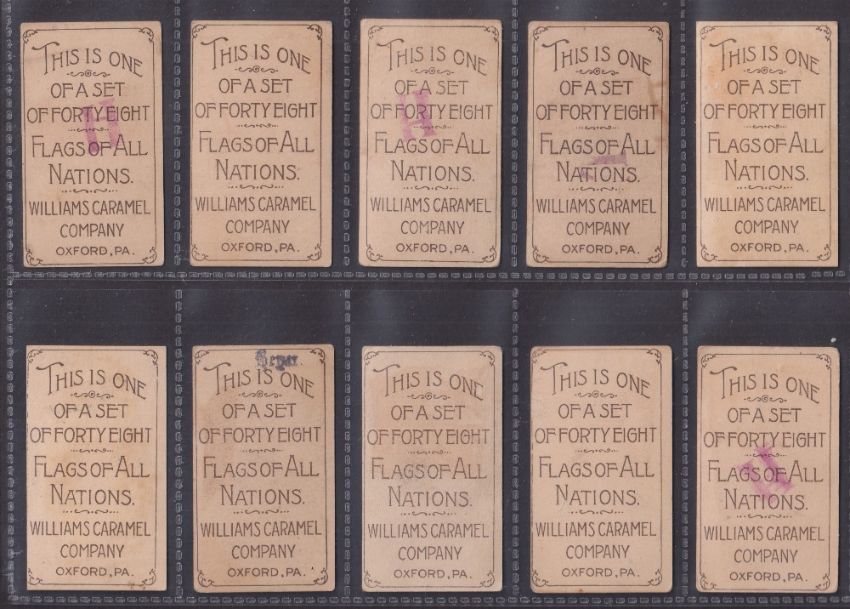 THIS IS ONE
OF A SET
OF FORTY EIGHT
FLAGS OF ALL
NATIONS.
WILLIAMS CARAMEL
COMPANY
OXFORD, PA.
THIS IS ONE
OF A SET
OF FORTY EIGHT
FLAGS OF ALL
NATIONS.
WILLIAMS CARAMEL
COMPANY
OXFORD, PA.
THIS IS ONE
OF A SET
OF FORTY EIGHT
FLAGS OF ALL
NATIONS.
WILLIAMS CARAMEL
COMPANY
OXFORD, PA.
THIS IS ONE
OF A SET
OF FORTY EIGHT
FLAGS OF ALL
NATIONS.
WILLIAMS CARAMEL
COMPANY
OXFORD, PA.
THIS IS ONE
OF A SET
OF FORTY EIGHT
FLAGS OF ALL
NATIONS.
WILLIAMS CARAMEL
COMPANY
OXFORD, PA.
THIS IS ONE
OF A SET
OF FORTY EIGHT
FLAGS OF ALL
NATIONS.
WILLIAMS CARAMEL
COMPANY
OXFORD, PA.
THIS IS ONE
OF A SET
OF FORTY EIGHT
FLAGS OF ALL
NATIONS.
WILLIAMS CARAMEL
COMPANY
OXFORD, PA.
THIS IS ONE
OF A SET
OF FORTY EIGHT
FLAGS OF ALL
NATIONS.
WILLIAMS CARAMEL
COMPANY
OXFORD, PA.
THIS IS ONE
OF A SET
OF FORTY EIGHT
FLAGS OF ALL
NATIONS.
WILLIAMS CARAMEL
COMPANY
OXFORD, PA.
THIS IS ONE
OF A SET
OF FORTY EIGHT
FLAGS OF ALL
NATIONS.
WILLIAMS CARAMEL
COMPANY
OXFORD, PA.